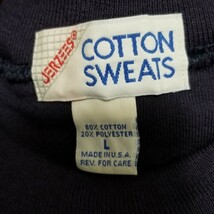 JERZEES®
COTTON
SWEATS
80% COTTON
20% POLYESTER
L
MADE IN U.S.A.
REV. FOR CARE